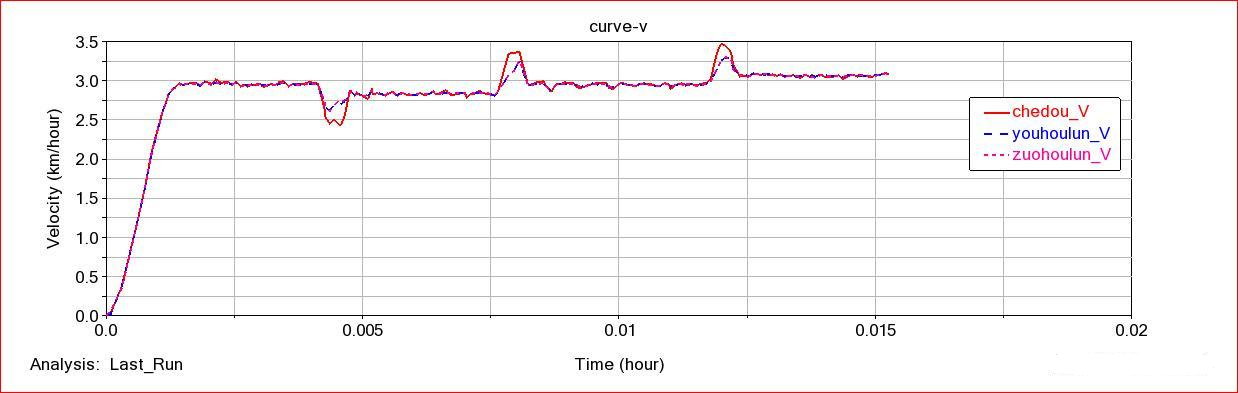 curve-v
3.5
3.0
2.5
2.0
1.5
1.0
0.5
0.0
Velocity (km/hour)
chedou_V
youhoulun_V
zuohoulun_V
0.0 0.005 0.01 0.015 0.02
Analysis: Last_Run Time (hour)